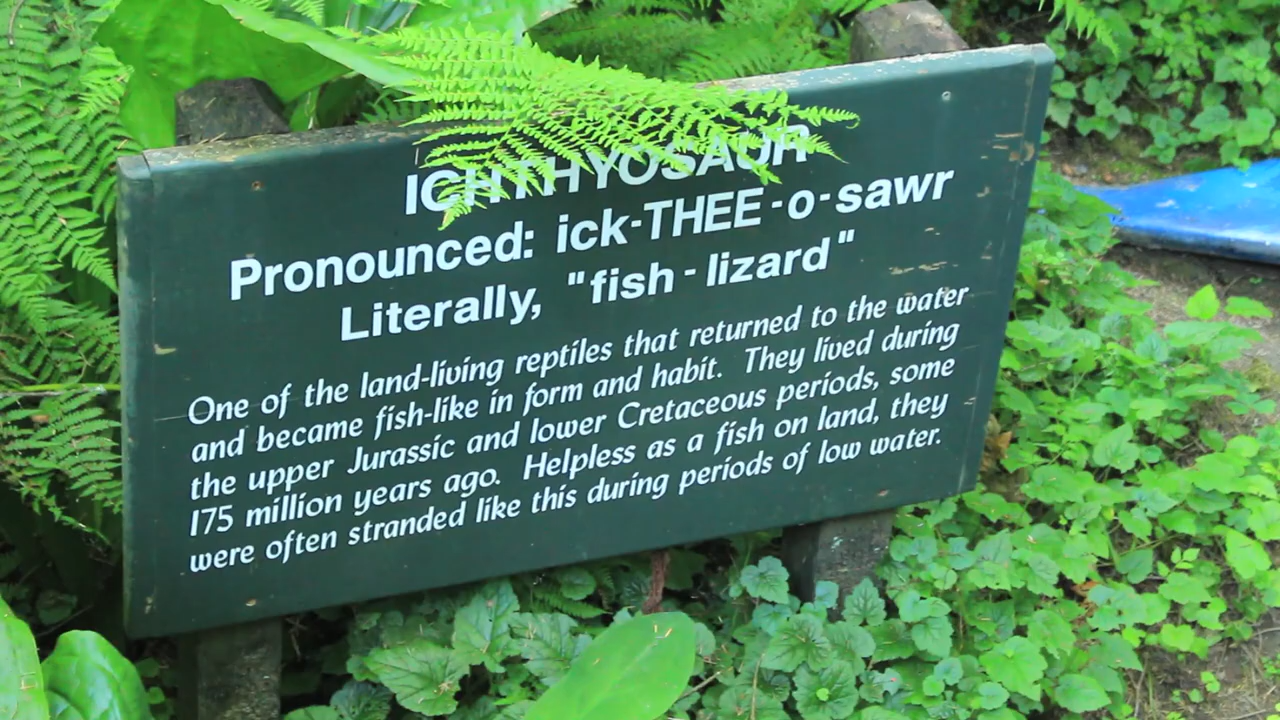 ICHTHYOSAUR
Pronounced: ick-THEE-o-sawr
Literally, "fish-lizard"
One of the land-living reptiles that returned to the water
and became fish-like in form and habit. They lived during
the upper Jurassic and lower Cretaceous periods, some
175 million years ago. Helpless as a fish on land, they
were often stranded like this during periods of low water.